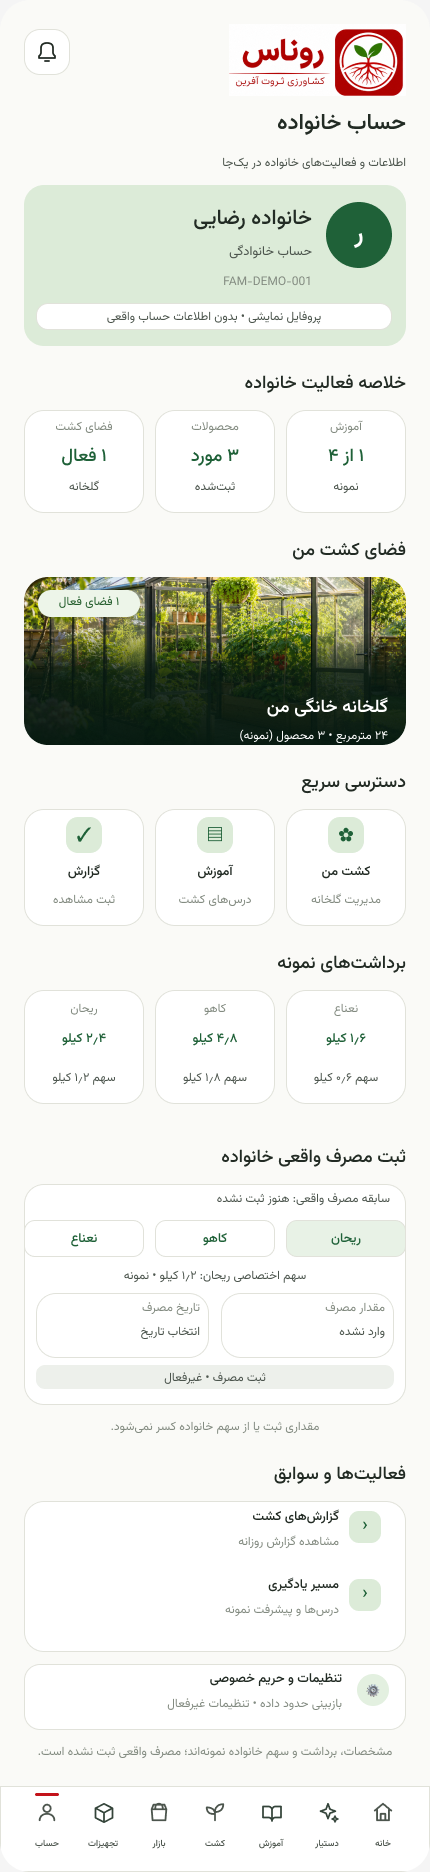 روناس
کشاورزی ثروت آفرین
حساب خانواده
اطلاعات و فعالیت‌های خانواده در یک‌جا
ر
خانواده رضایی
حساب خانوادگی
FAM-DEMO-001
پروفایل نمایشی • بدون اطلاعات حساب واقعی
خلاصه فعالیت خانواده
آموزش
۱ از ۴
نمونه
محصولات
۳ مورد
ثبت‌شده
فضای کشت
۱ فعال
گلخانه
فضای کشت من
۱ فضای فعال
گلخانه خانگی من
۲۴ مترمربع • ۳ محصول (نمونه)
دسترسی سریع
کشت من
مدیریت گلخانه
آموزش
درس‌های کشت
گزارش
ثبت مشاهده
برداشت‌های نمونه
نعناع
۱٫۶ کیلو
سهم ۰٫۶ کیلو
کاهو
۴٫۸ کیلو
سهم ۱٫۸ کیلو
ریحان
۲٫۴ کیلو
سهم ۱٫۲ کیلو
ثبت مصرف واقعی خانواده
سابقه مصرف واقعی: هنوز ثبت نشده
ریحان
کاهو
نعناع
سهم اختصاصی ریحان: ۱٫۲ کیلو • نمونه
مقدار مصرف
وارد نشده
تاریخ مصرف
انتخاب تاریخ
ثبت مصرف • غیرفعال
مقداری ثبت یا از سهم خانواده کسر نمی‌شود.
فعالیت‌ها و سوابق
گزارش‌های کشت
مشاهده گزارش روزانه
مسیر یادگیری
درس‌ها و پیشرفت نمونه
تنظیمات و حریم خصوصی
بازبینی حدود داده • تنظیمات غیرفعال
مشخصات، برداشت و سهم خانواده نمونه‌اند؛ مصرف واقعی ثبت نشده است.
خانه
دستیار
آموزش
کشت
بازار
تجهیزات
حساب